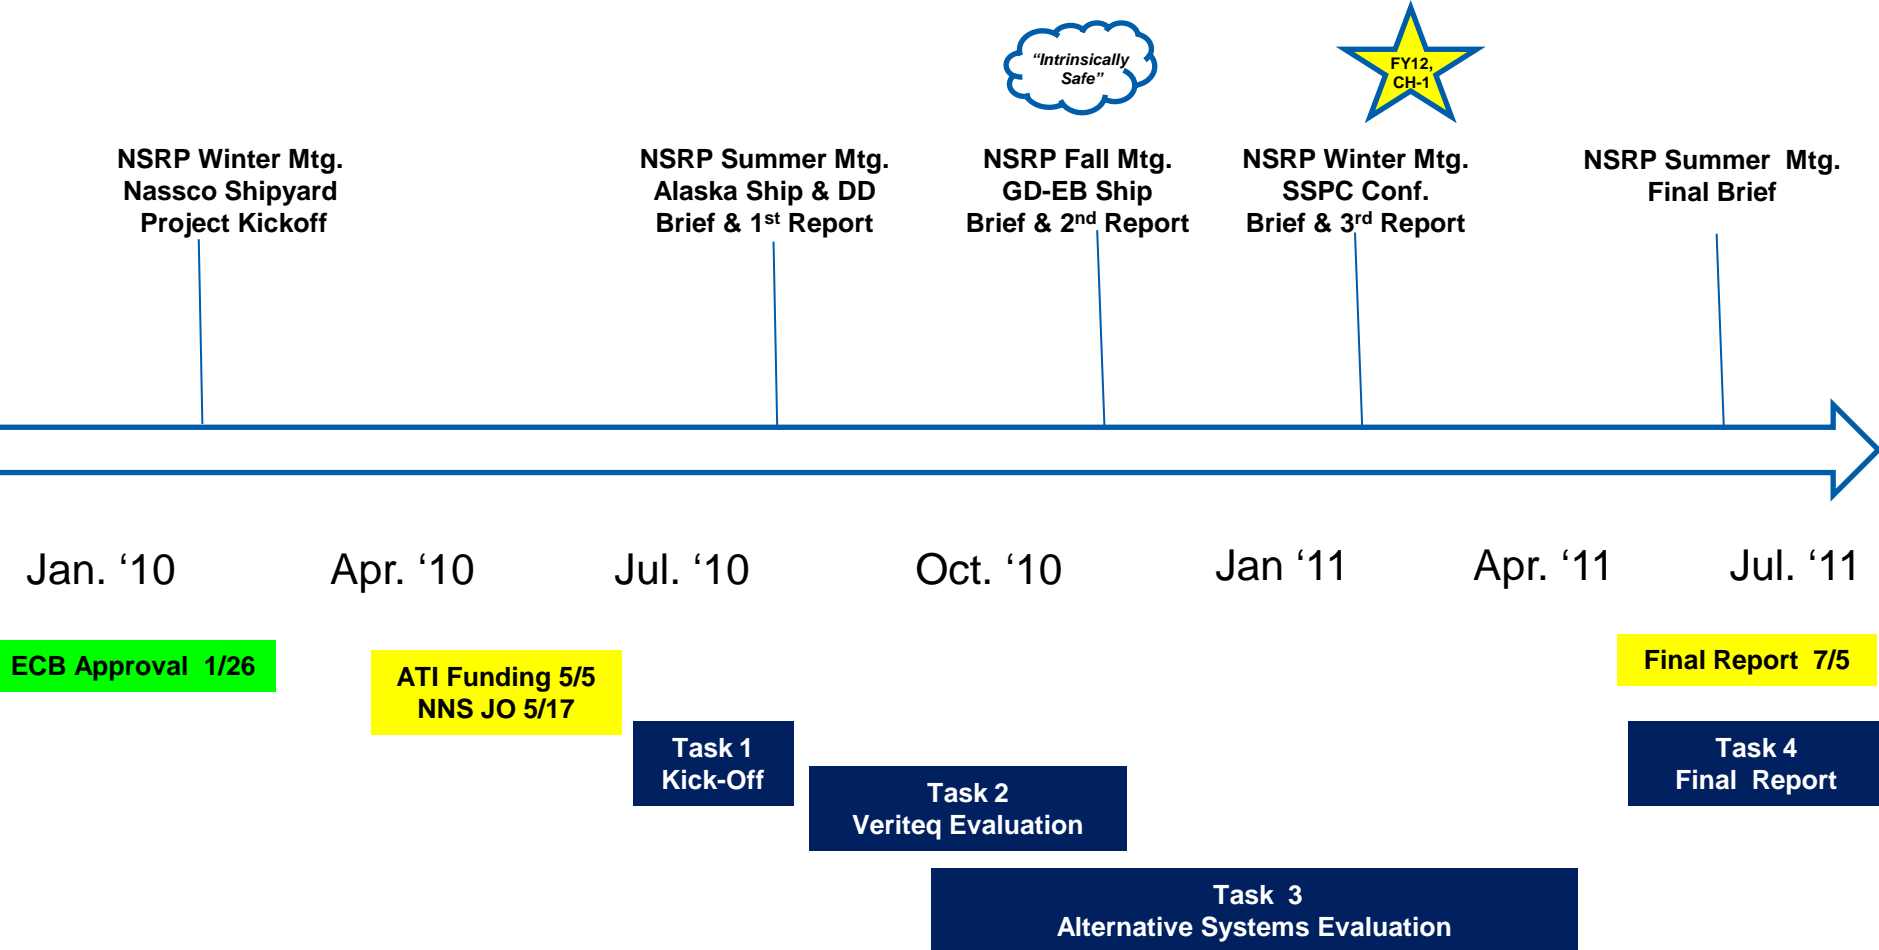 “Intrinsically
Safe”
FY12,
CH-1
NSRP Winter Mtg.
Nassco Shipyard
Project Kickoff
NSRP Summer Mtg.
Alaska Ship & DD
Brief & 1st Report
NSRP Fall Mtg.
GD-EB Ship
Brief & 2nd Report
NSRP Winter Mtg.
SSPC Conf.
Brief & 3rd Report
NSRP Summer  Mtg.
Final Brief
Jan. ‘10
Apr. ‘10
Jul. ‘10
Oct. ‘10
Jan ‘11
Apr. ‘11
Jul. ‘11
ECB Approval  1/26
ATI Funding 5/5
NNS JO 5/17
Final Report  7/5
Task 1
Kick-Off
Task 2
Veriteq Evaluation
Task  3
Alternative Systems Evaluation
Task 4
Final  Report